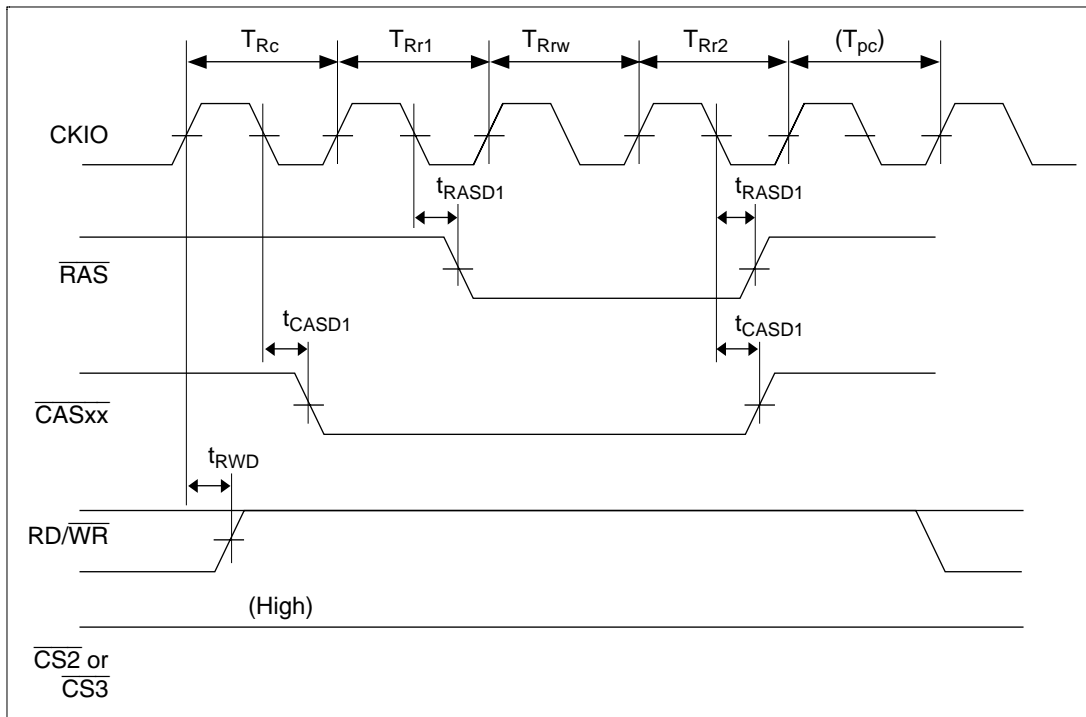 TRc TRr1 TRrw TRr2 (Tpc)
CKIO
tRASD1 tRASD1
RAS
tCASD1 tCASD1
CASxx
tRWD
RD/WR
(High)
CS2 or
CS3